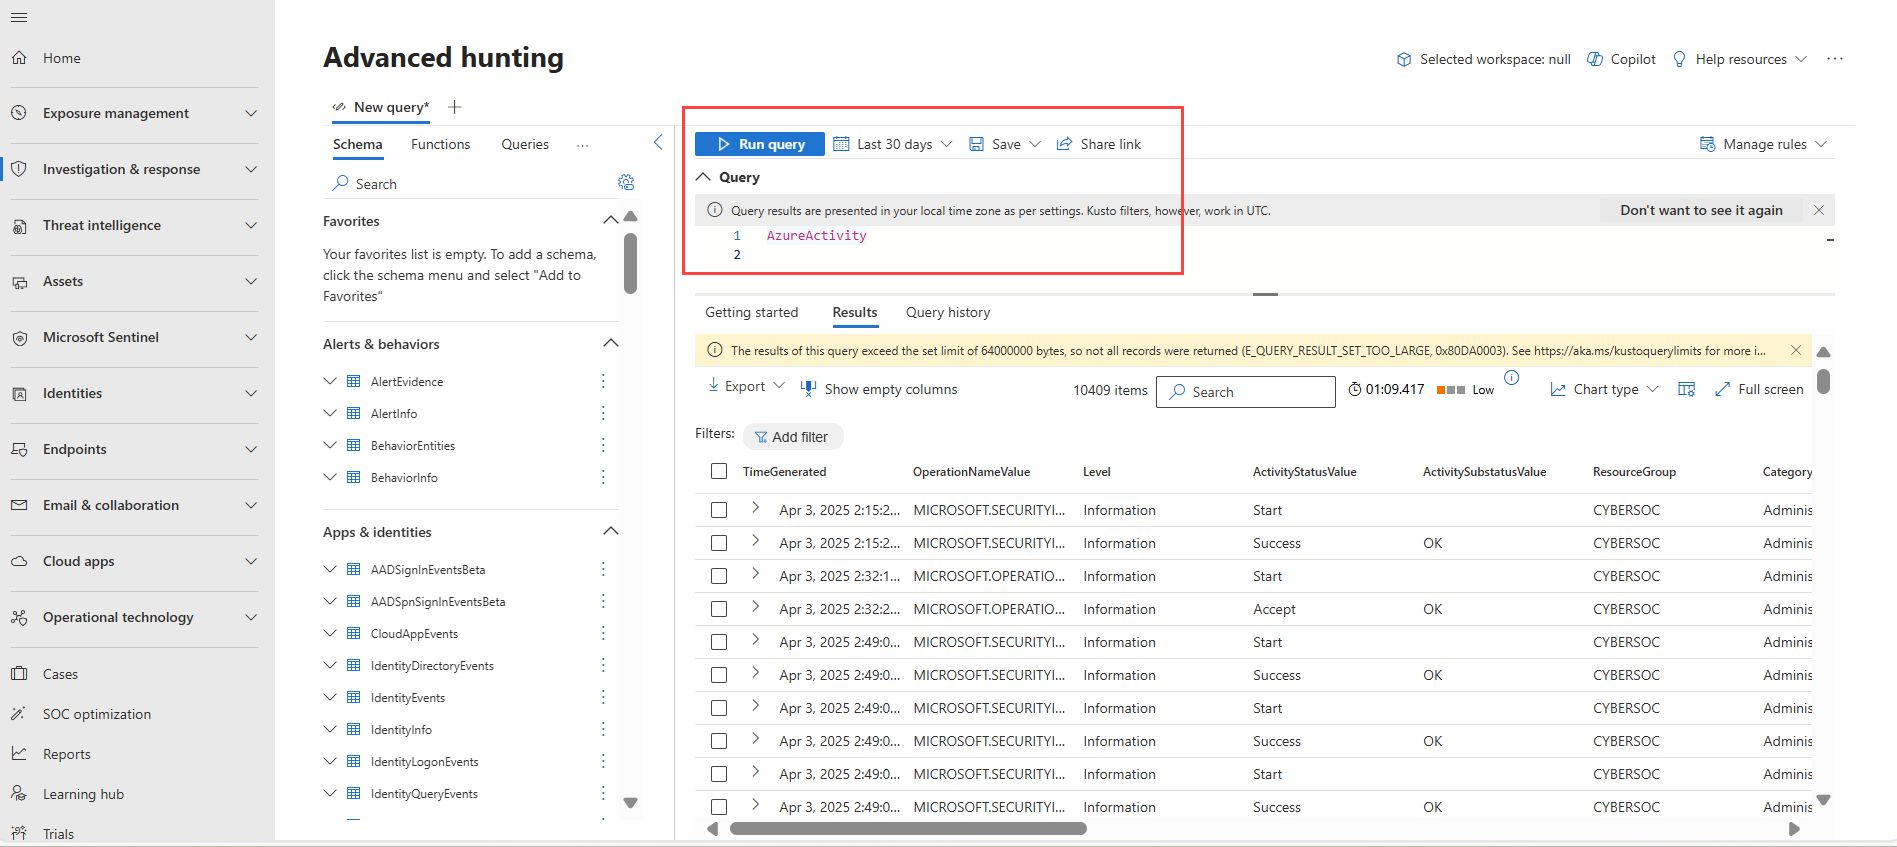 Home
Exposure management
Investigation & response
Threat intelligence
Assets
Microsoft Sentinel
Identities
Endpoints
Email & collaboration
Cloud apps
Operational technology
Cases
SOC optimization
Reports
Learning hub
Trials
Advanced hunting
Selected workspace: null
Copilot
Help resources
New query*
Schema
Functions
Queries
Search
Favorites
Your favorites list is empty. To add a schema,
click the schema menu and select "Add to
Favorites"
Alerts & behaviors
AlertEvidence
AlertInfo
BehaviorEntities
BehaviorInfo
Apps & identities
AADSignInEventsBeta
AADSpnSignInEventsBeta
CloudAppEvents
IdentityDirectoryEvents
IdentityEvents
IdentityInfo
IdentityLogonEvents
IdentityQueryEvents
Run query
Last 30 days
Save
Share link
Manage rules
Query
Query results are presented in your local time zone as per settings. Kusto filters, however, work in UTC.
Don't want to see it again
1 AzureActivity
2
Getting started
Results
Query history
The results of this query exceed the set limit of 64000000 bytes, so not all records were returned (E_QUERY_RESULT_SET_TOO_LARGE, 0x80DA0003). See https://aka.ms/kustoquerylimits for more i...
Export
Show empty columns
10409 items
Search
01:09.417
Low
Chart type
Full screen
Filters:
Add filter
TimeGenerated OperationNameValue Level ActivityStatusValue ActivitySubstatusValue ResourceGroup Category
Apr 3, 2025 2:15:2... MICROSOFT.SECURITYI... Information Start CYBERSOC Adminis
Apr 3, 2025 2:15:2... MICROSOFT.SECURITYI... Information Success OK CYBERSOC Adminis
Apr 3, 2025 2:32:1... MICROSOFT.OPERATIO... Information Start CYBERSOC Adminis
Apr 3, 2025 2:32:2... MICROSOFT.OPERATIO... Information Accept OK CYBERSOC Adminis
Apr 3, 2025 2:49:0... MICROSOFT.SECURITYI... Information Start CYBERSOC Adminis
Apr 3, 2025 2:49:0... MICROSOFT.SECURITYI... Information Success OK CYBERSOC Adminis
Apr 3, 2025 2:49:0... MICROSOFT.SECURITYI... Information Start CYBERSOC Adminis
Apr 3, 2025 2:49:0... MICROSOFT.SECURITYI... Information Success OK CYBERSOC Adminis
Apr 3, 2025 2:49:0... MICROSOFT.SECURITYI... Information Start CYBERSOC Adminis
Apr 3, 2025 2:49:0... MICROSOFT.SECURITYI... Information Success OK CYBERSOC Adminis